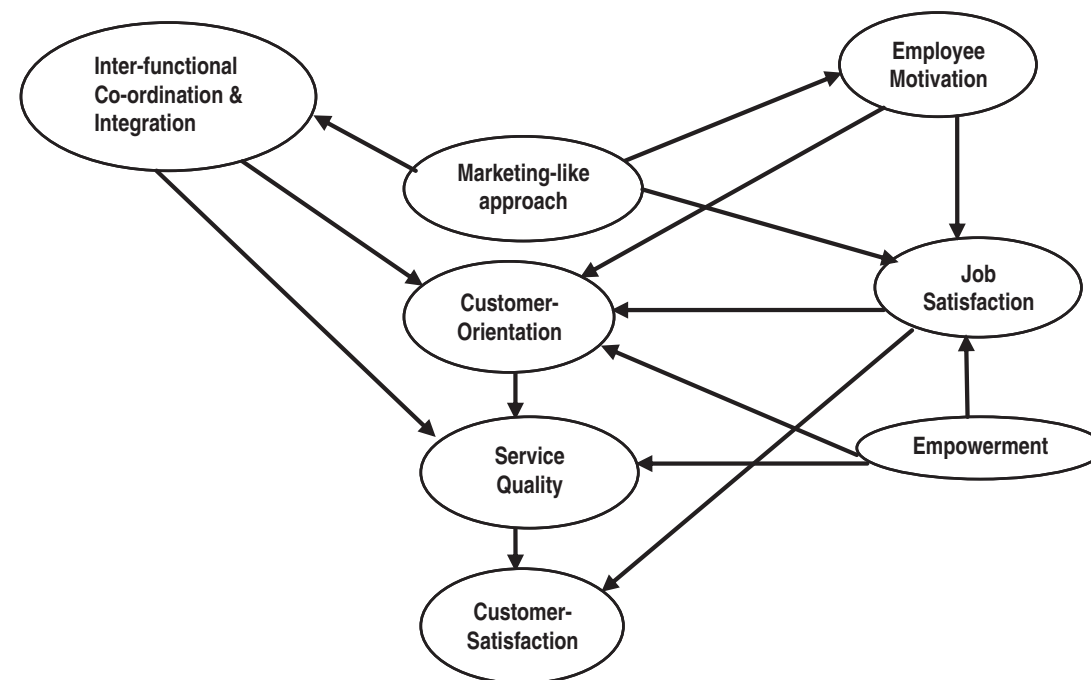 Inter-functional
Co-ordination &
Integration
Employee
Motivation
Marketing-like
approach
Customer-
Orientation
Job
Satisfaction
Service
Quality
Empowerment
Customer-
Satisfaction